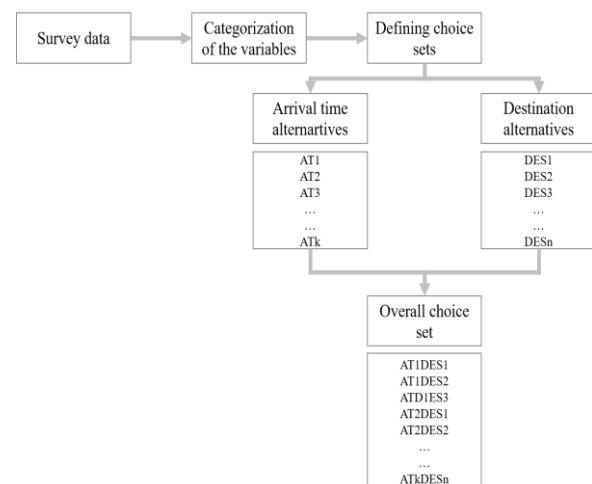 Survey data
Categorization
of the variables
Defining choice
sets
Arrival time
alternartives
Destination
alternatives
AT1
AT2
AT3
...
...
ATk
DES1
DES2
DES3
...
...
DESn
Overall choice
set
AT1DES1
AT1DES2
ATD1ES3
AT2DES1
AT2DES2
...
...
ATkDESn